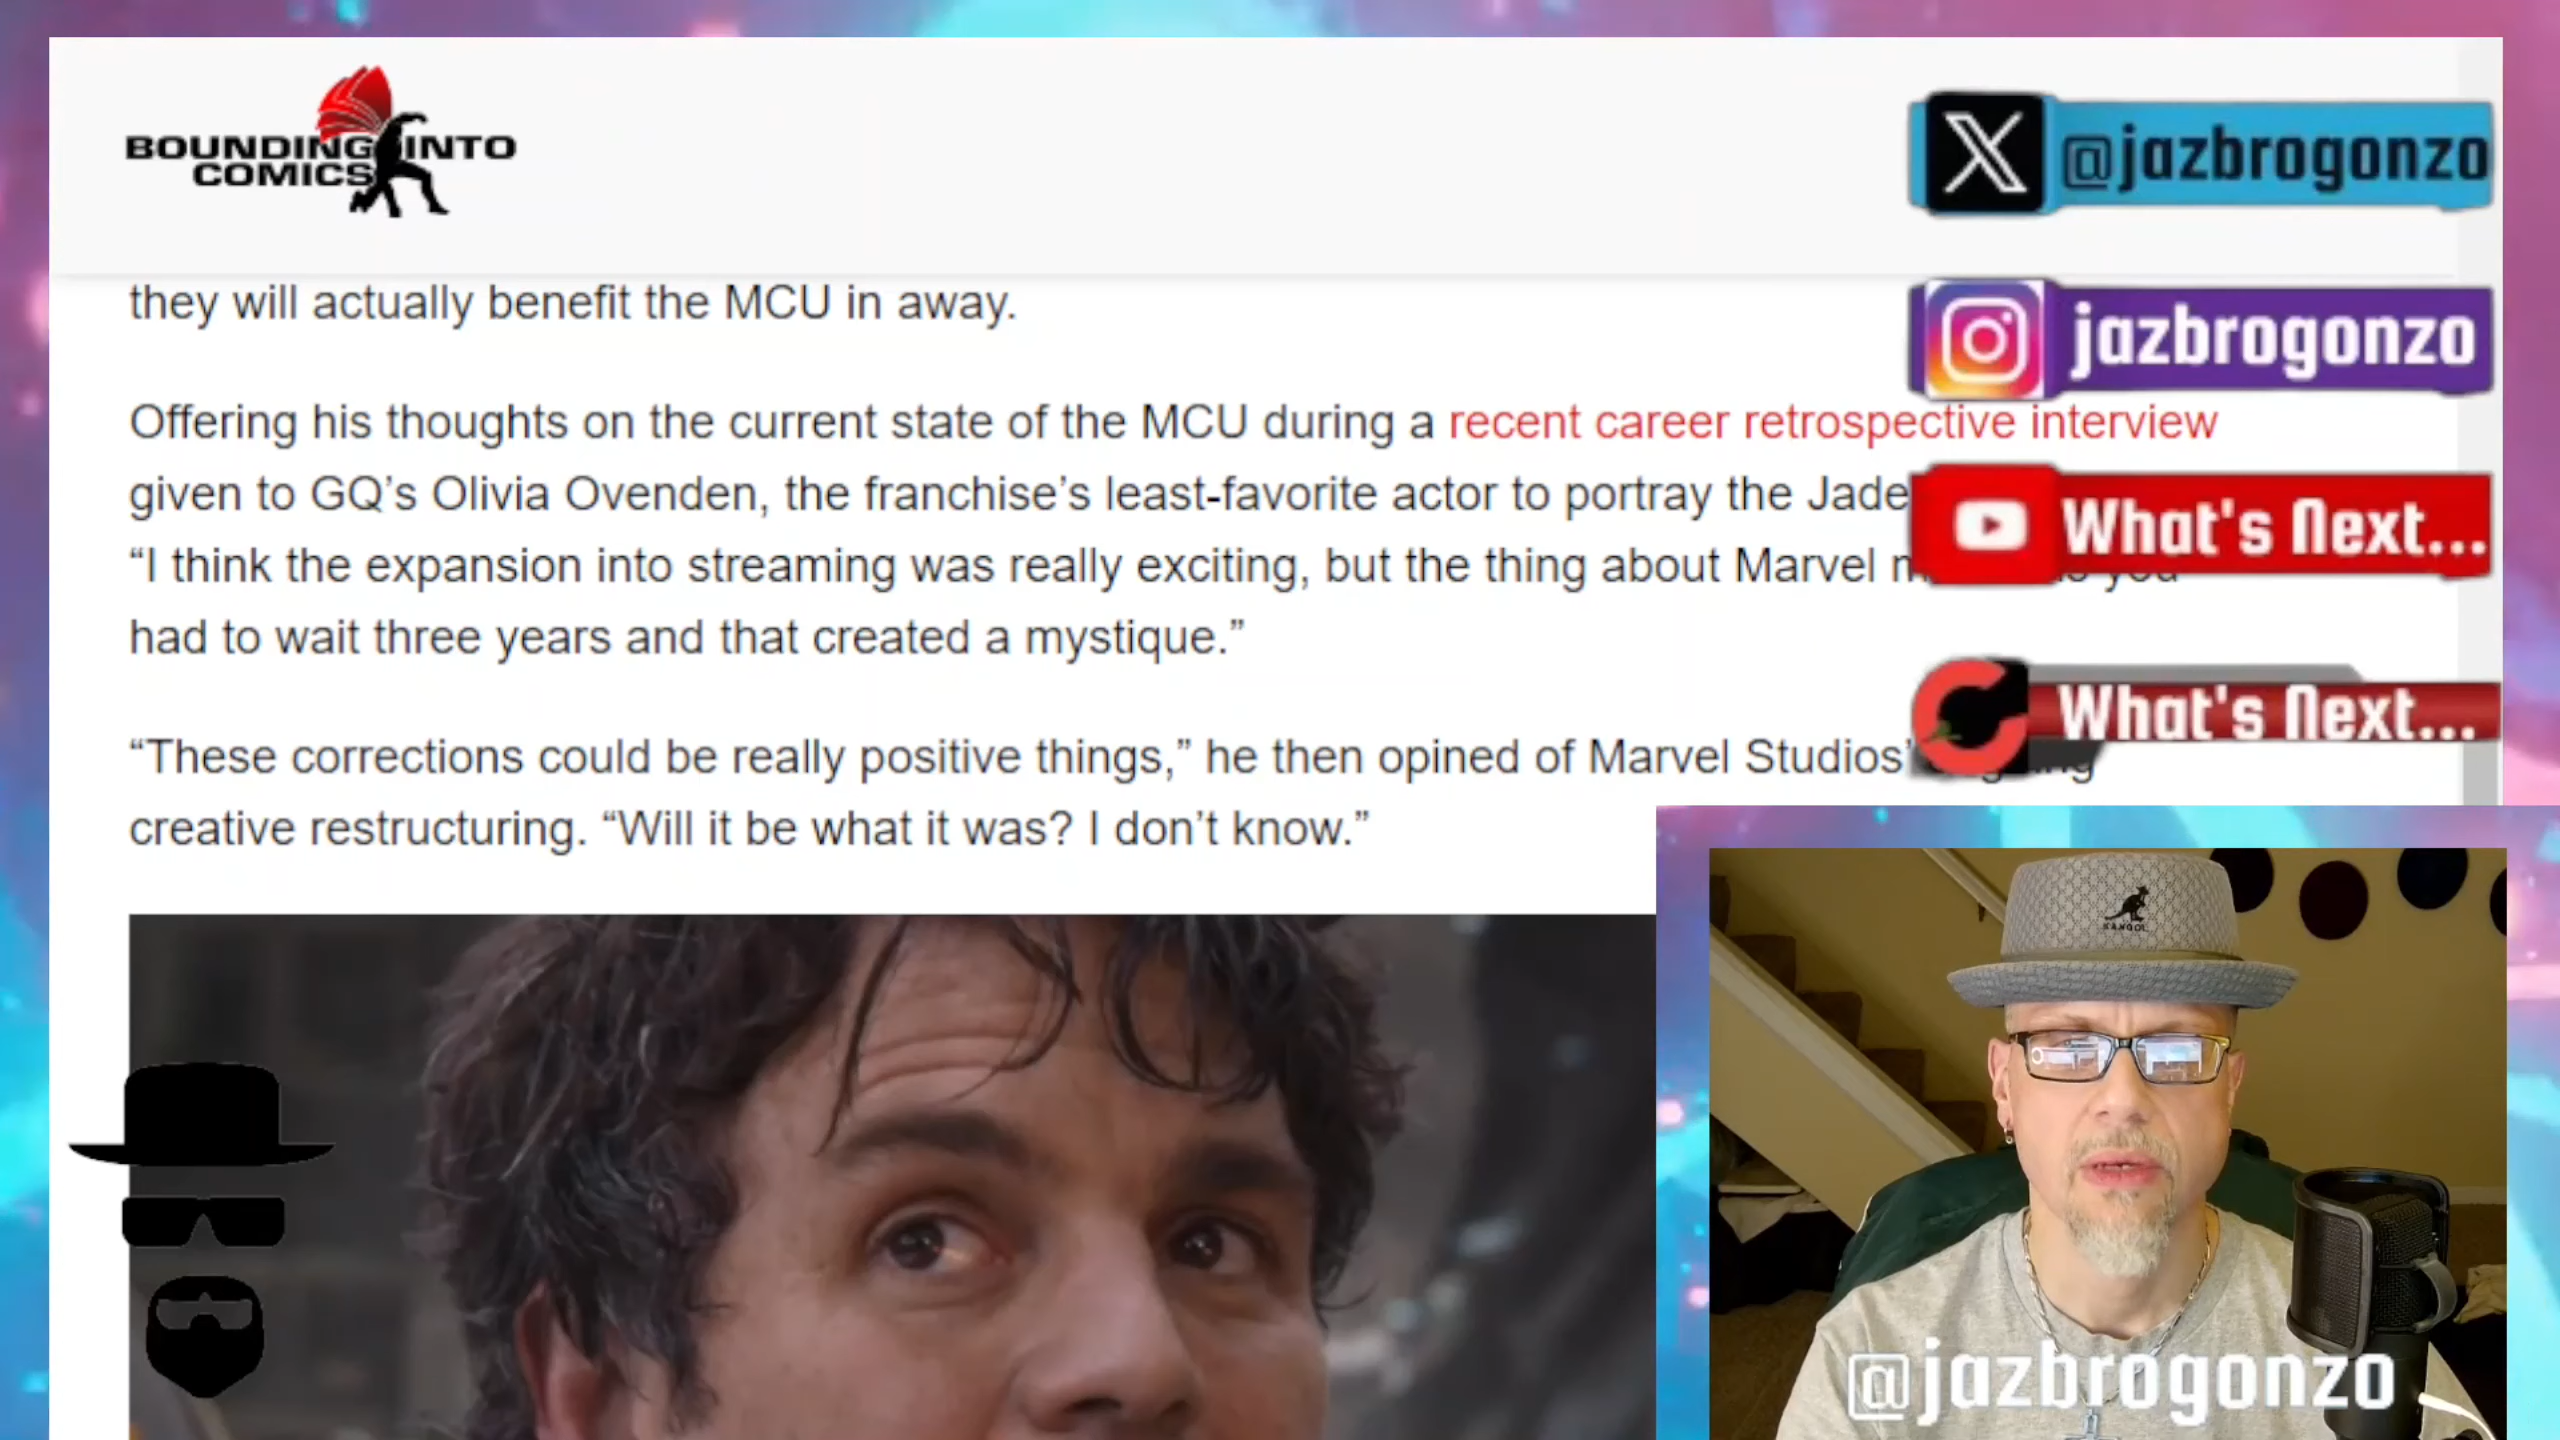 BOUNDING INTO
COMICS
@jazbrogonzo
they will actually benefit the MCU in away.
jazbrogonzo
Offering his thoughts on the current state of the MCU during a recent career retrospective interview
given to GQ’s Olivia Ovenden, the franchise’s least-favorite actor to portray the Jade
What's Next...
“I think the expansion into streaming was really exciting, but the thing about Marvel you
had to wait three years and that created a mystique.”
What's Next...
“These corrections could be really positive things,” he then opined of Marvel Studios’
creative restructuring. “Will it be what it was? I don’t know.”
KANGOL
@jazbrogonzo